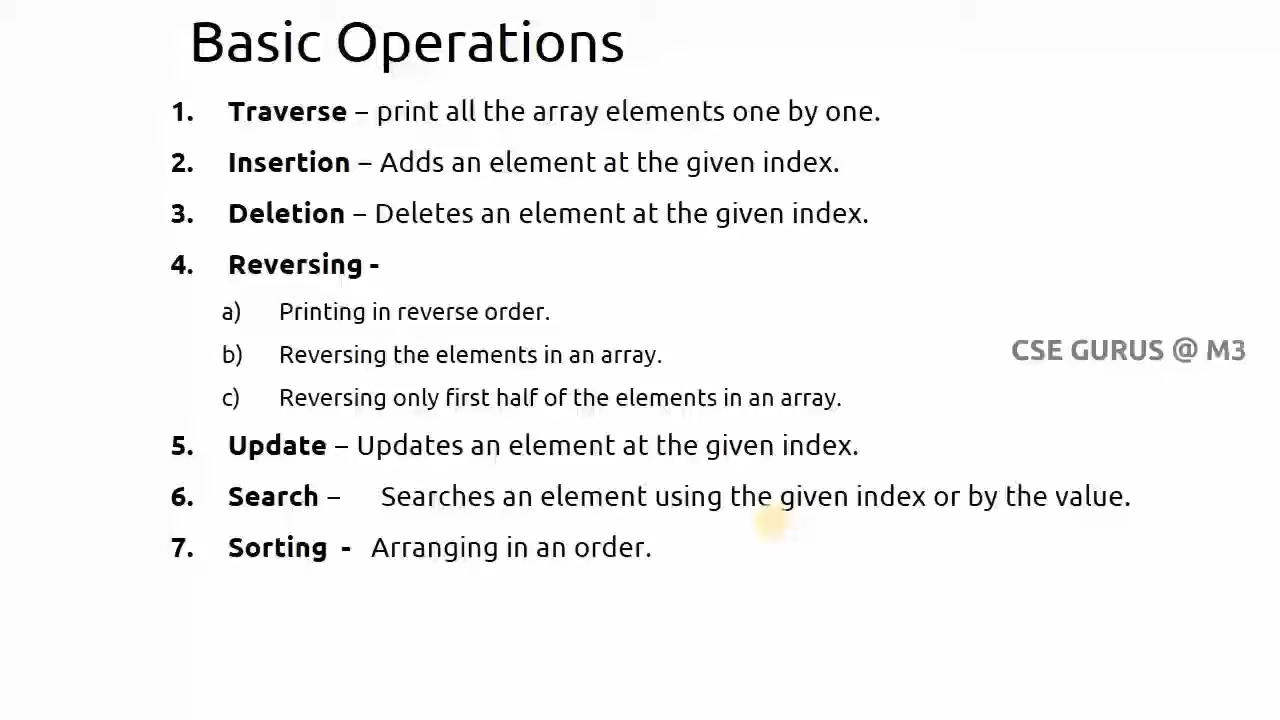 Basic Operations
1. Traverse – print all the array elements one by one.
2. Insertion – Adds an element at the given index.
3. Deletion – Deletes an element at the given index.
4. Reversing -
a) Printing in reverse order.
b) Reversing the elements in an array.
CSE GURUS @ M3
c) Reversing only first half of the elements in an array.
5. Update – Updates an element at the given index.
6. Search – Searches an element using the given index or by the value.
7. Sorting - Arranging in an order.